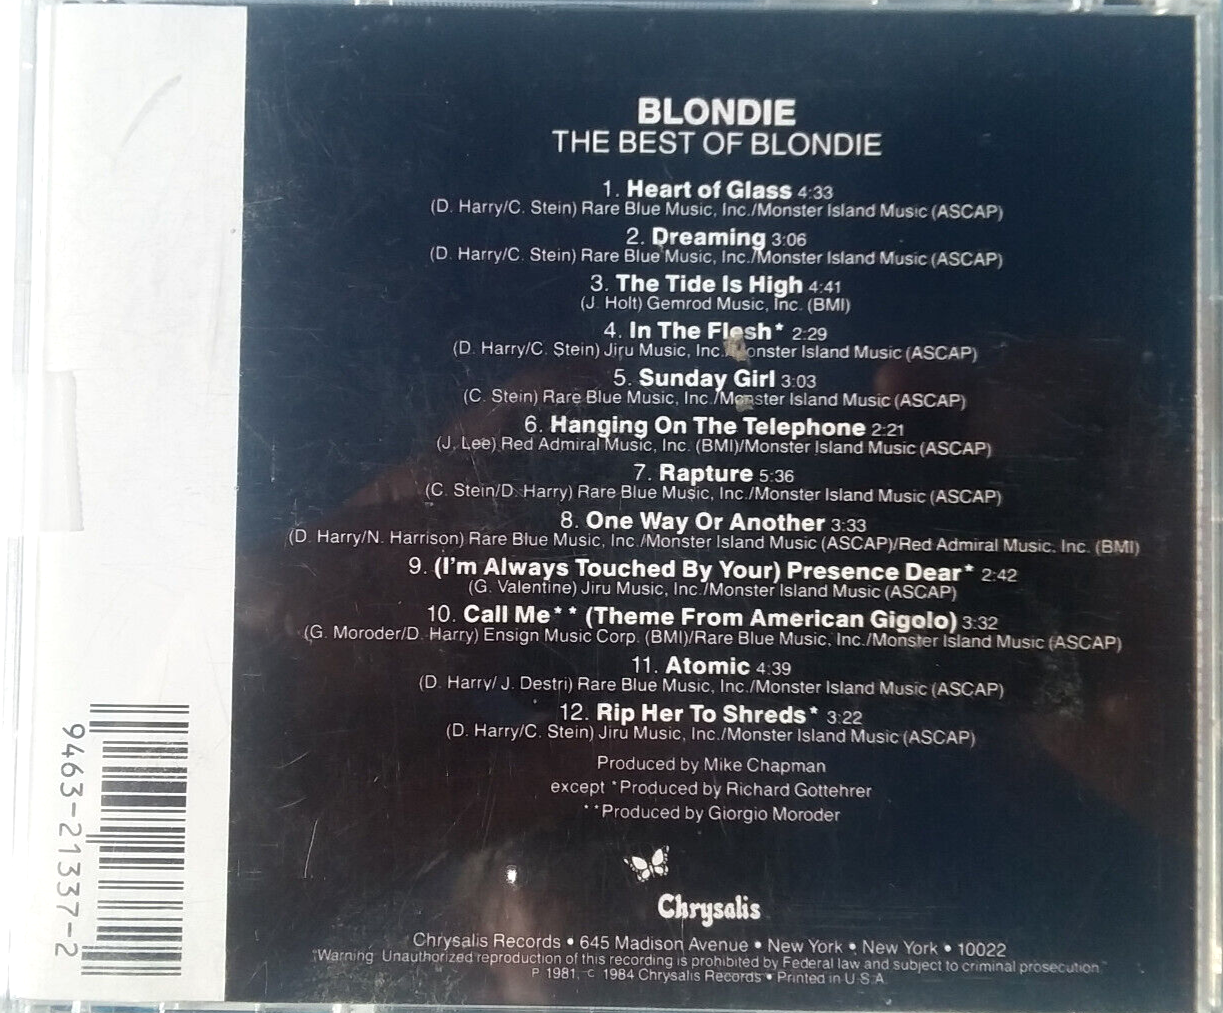 BLONDIE
THE BEST OF BLONDIE
1. Heart of Glass 4:33
(D. Harry/C. Stein) Rare Blue Music, Inc./Monster Island Music (ASCAP)
2. Dreaming 3:06
(D. Harry/C. Stein) Rare Blue Music, Inc./Monster Island Music (ASCAP)
3. The Tide Is High 4:41
(J. Holt) Gemrod Music, Inc. (BMI)
4. In The Flesh* 2:29
(D. Harry/C. Stein) Jiru Music, Inc./Monster Island Music (ASCAP)
5. Sunday Girl 3:03
(C. Stein) Rare Blue Music, Inc./Monster Island Music (ASCAP)
6. Hanging On The Telephone 2:21
(J. Lee) Red Admiral Music, Inc. (BMI)/Monster Island Music (ASCAP)
7. Rapture 5:36
(C. Stein/D. Harry) Rare Blue Music, Inc./Monster Island Music (ASCAP)
8. One Way Or Another 3:33
(D. Harry/N. Harrison) Rare Blue Music, Inc./Monster Island Music (ASCAP)/Red Admiral Music, Inc. (BMI)
9. (I'm Always Touched By Your) Presence Dear* 2:42
(G. Valentine) Jiru Music, Inc./Monster Island Music (ASCAP)
10. Call Me** (Theme From American Gigolo) 3:32
(G. Moroder/D. Harry) Ensign Music Corp. (BMI)/Rare Blue Music, Inc./Monster Island Music (ASCAP)
11. Atomic 4:39
(D. Harry/ J. Destri) Rare Blue Music, Inc./Monster Island Music (ASCAP)
12. Rip Her To Shreds* 3:22
(D. Harry/C. Stein) Jiru Music, Inc./Monster Island Music (ASCAP)
Produced by Mike Chapman
except *Produced by Richard Gottehrer
**Produced by Giorgio Moroder
Chrysalis
Chrysalis Records • 645 Madison Avenue • New York • New York • 10022
"Warning: Unauthorized reproduction of this recording is prohibited by Federal law and subject to criminal prosecution."
℗ 1981, © 1984 Chrysalis Records • Printed in U.S.A.
9463-21337-2